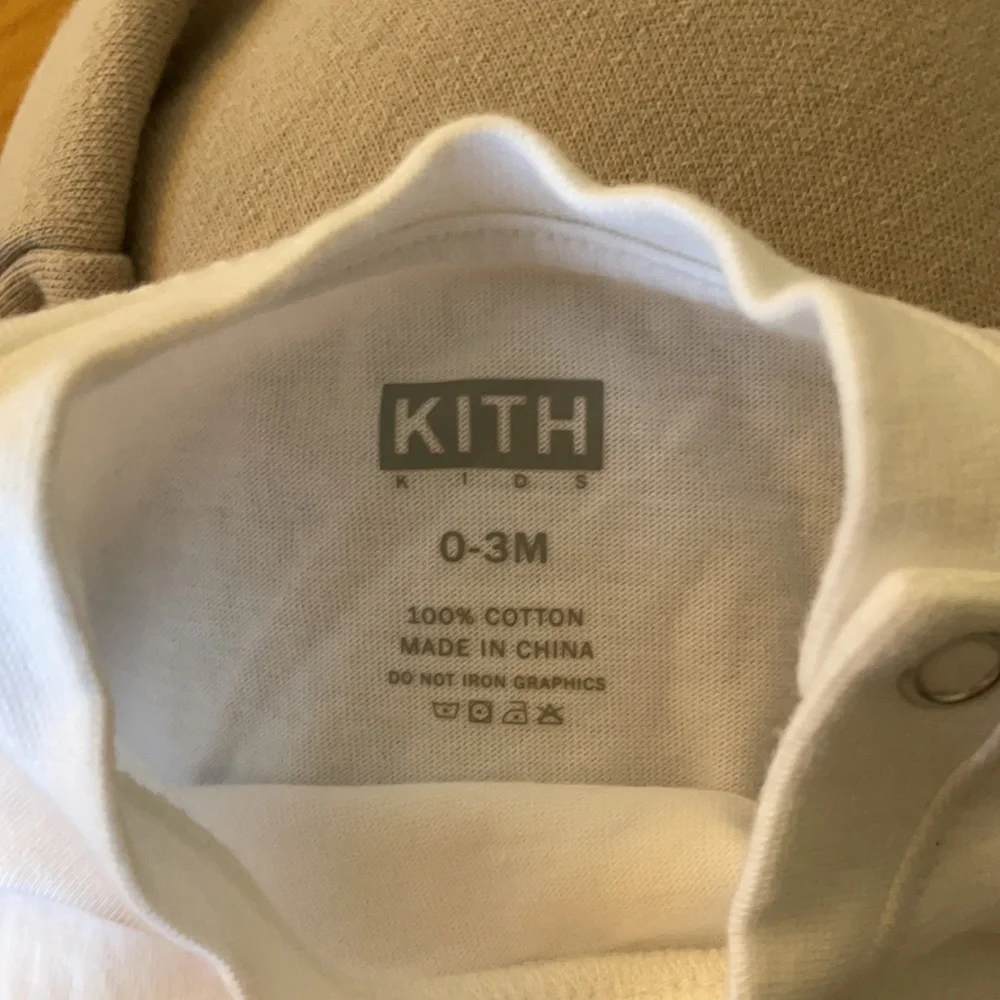 KITH
KIDS
0-3M
100% COTTON
MADE IN CHINA
DO NOT IRON GRAPHICS